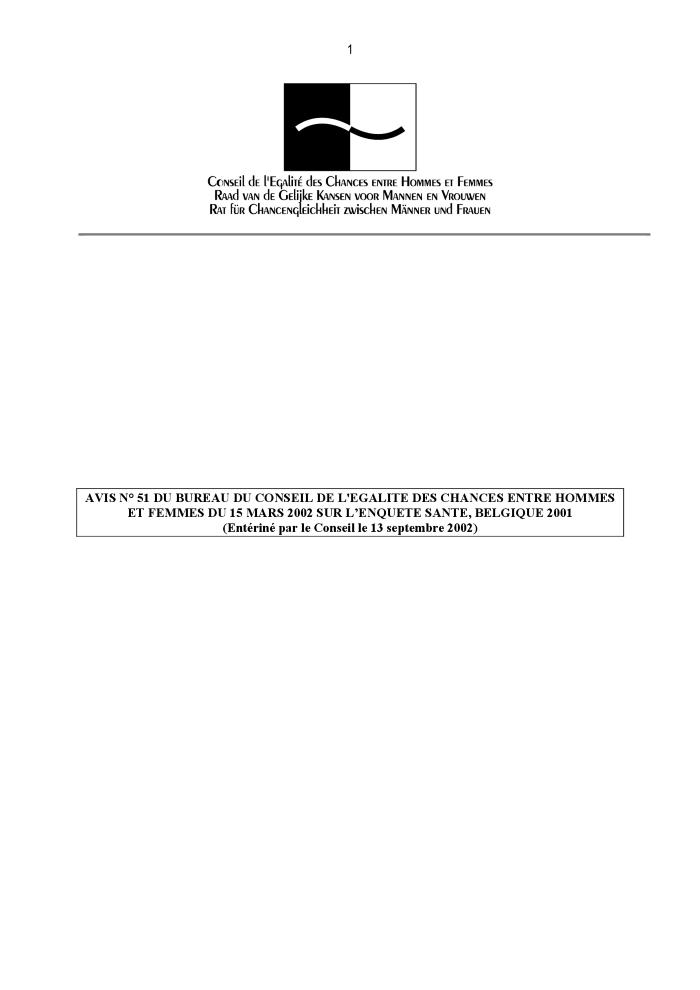 1
Conseil de l'Egalité des Chances entre Hommes et Femmes
Raad van de Gelijke Kansen voor Mannen en Vrouwen
Rat für Chancengleichheit zwischen Männer und Frauen
AVIS N° 51 DU BUREAU DU CONSEIL DE L'EGALITE DES CHANCES ENTRE HOMMES
ET FEMMES DU 15 MARS 2002 SUR L’ENQUETE SANTE, BELGIQUE 2001
(Entériné par le Conseil le 13 septembre 2002)